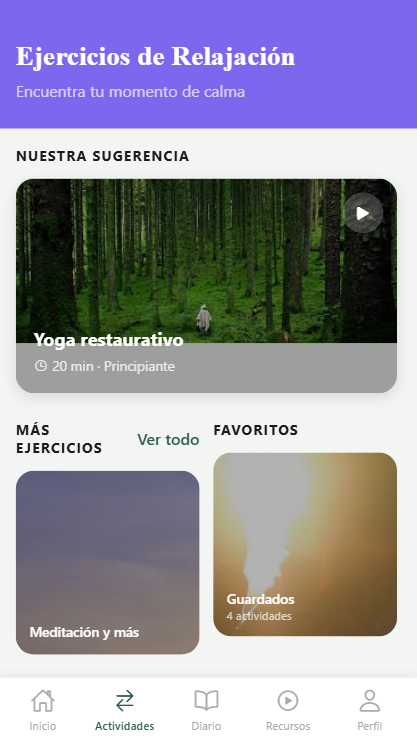 Ejercicios de Relajación
Encuentra tu momento de calma
NUESTRA SUGERENCIA
Yoga restaurativo
20 min · Principiante
MÁS
EJERCICIOS
Ver todo
FAVORITOS
Meditación y más
Guardados
4 actividades
Inicio
Actividades
Diario
Recursos
Perfil